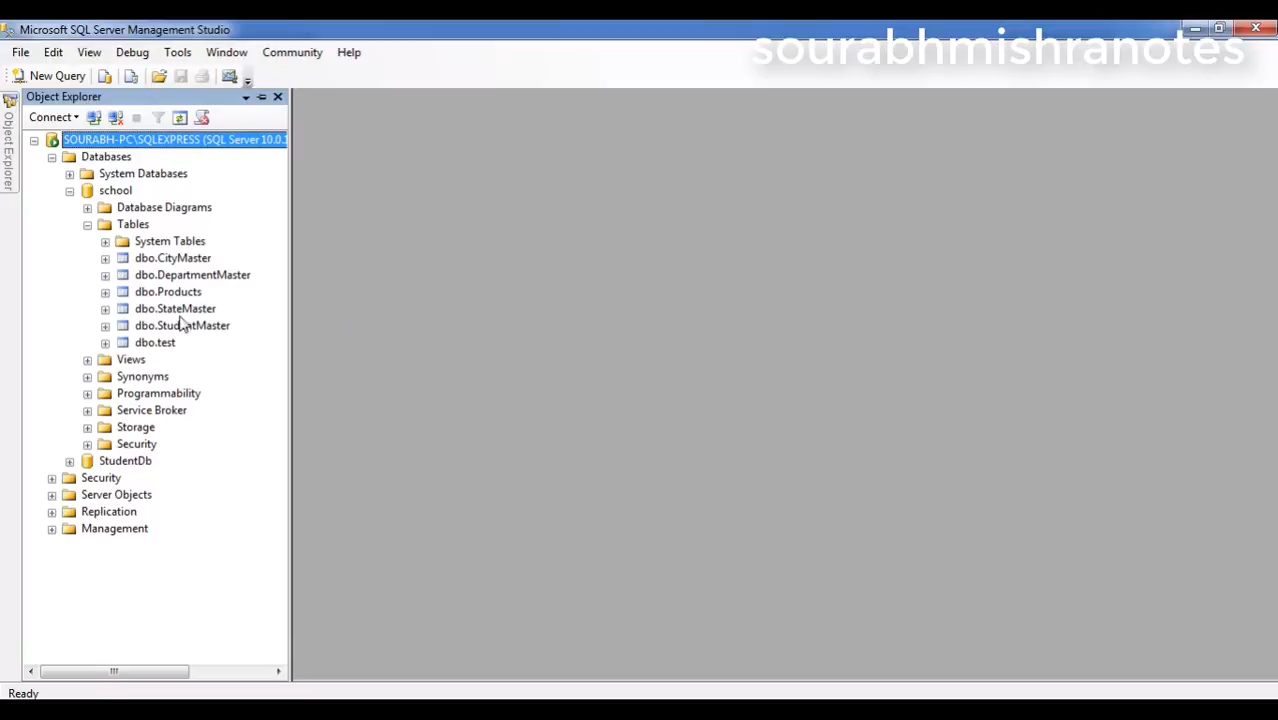 Microsoft SQL Server Management Studio
sourabhmishranotes
File Edit View Debug Tools Window Community Help
New Query
Object Explorer
Object Explorer
Connect
SOURABH-PC\SQLEXPRESS (SQL Server 10.0.1
Databases
System Databases
school
Database Diagrams
Tables
System Tables
dbo.CityMaster
dbo.DepartmentMaster
dbo.Products
dbo.StateMaster
dbo.StudentMaster
dbo.test
Views
Synonyms
Programmability
Service Broker
Storage
Security
StudentDb
Security
Server Objects
Replication
Management
Ready